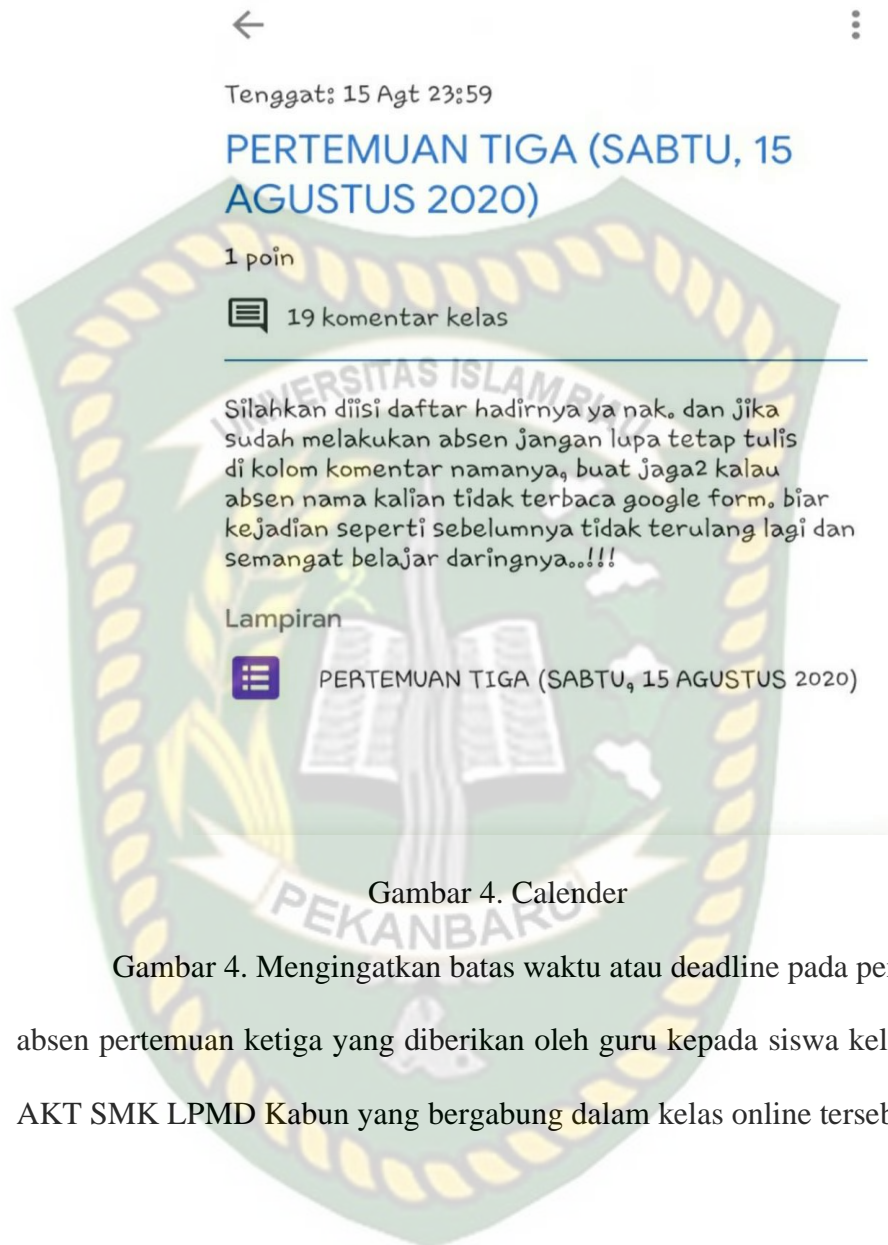 Tenggat: 15 Agt 23:59
PERTEMUAN TIGA (SABTU, 15
AGUSTUS 2020)
1 poin
19 komentar kelas
UNIVERSITAS ISLAM RIAU
Silahkan diisi daftar hadirnya ya nak. dan jika
sudah melakukan absen jangan lupa tetap tulis
di kolom komentar namanya, buat jaga2 kalau
absen nama kalian tidak terbaca google form. biar
kejadian seperti sebelumnya tidak terulang lagi dan
semangat belajar daringnya..!!!
Lampiran
PERTEMUAN TIGA (SABTU, 15 AGUSTUS 2020)
Gambar 4. Calender
PEKANBARU
Gambar 4. Mengingatkan batas waktu atau deadline pada
absen pertemuan ketiga yang diberikan oleh guru kepada siswa
AKT SMK LPMD Kabun yang bergabung dalam kelas online